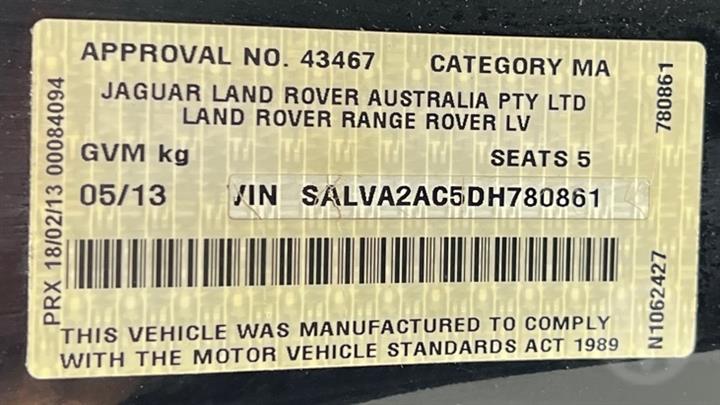 APPROVAL NO. 43467 CATEGORY MA
JAGUAR LAND ROVER AUSTRALIA PTY LTD
LAND ROVER RANGE ROVER LV
GVM kg SEATS 5
05/13 VIN SALVA2AC5DH780861
THIS VEHICLE WAS MANUFACTURED TO COMPLY
WITH THE MOTOR VEHICLE STANDARDS ACT 1989
PRX 18/02/13 00084094
780861
N1062427